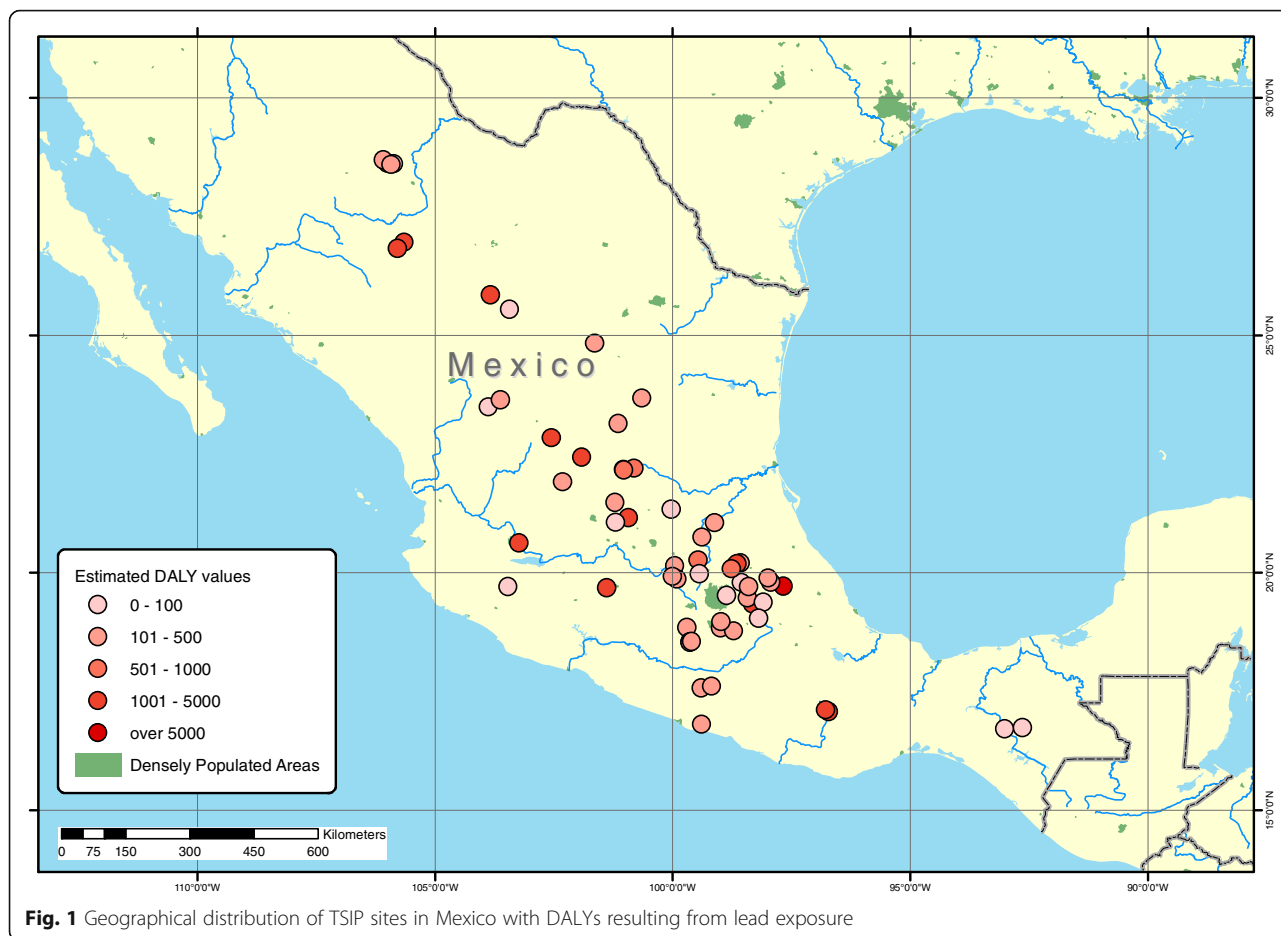 30°0'0"N
25°0'0"N
Mexico
20°0'0"N
Estimated DALY values
0 - 100
101 - 500
501 - 1000
1001 - 5000
over 5000
Densely Populated Areas
15°0'0"N
Kilometers
0 75 150 300 450 600
110°0'0"W 105°0'0"W 100°0'0"W 95°0'0"W 90°0'0"W
Fig. 1 Geographical distribution of TSIP sites in Mexico with DALYs resulting from lead exposure